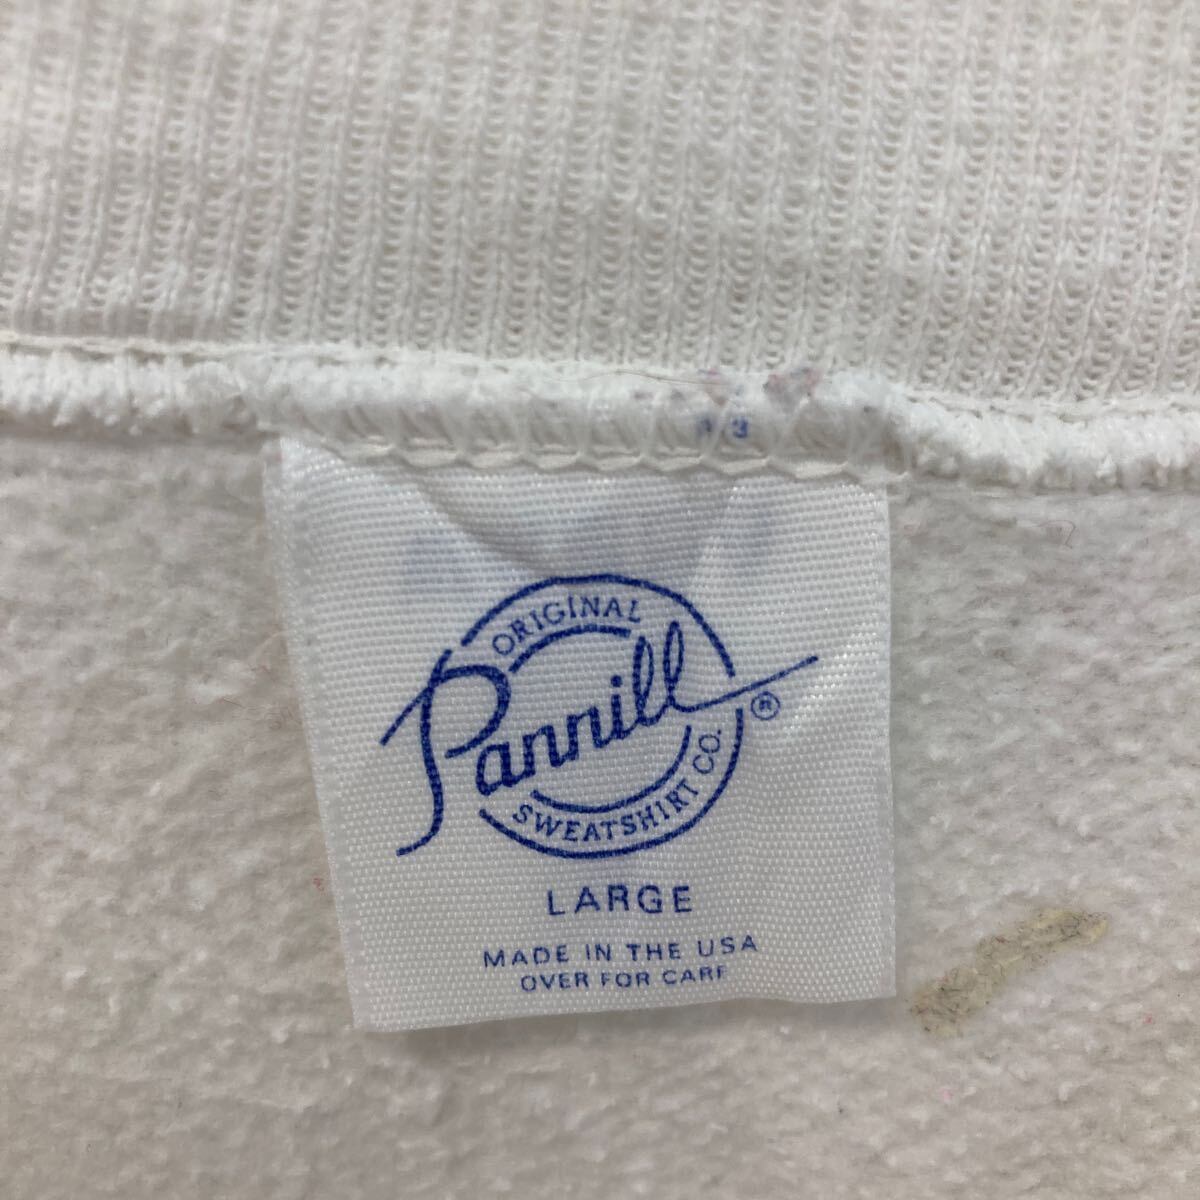 ORIGINAL
Pannill ®
SWEATSHIRT CO.
LARGE
MADE IN THE USA
OVER FOR CARE